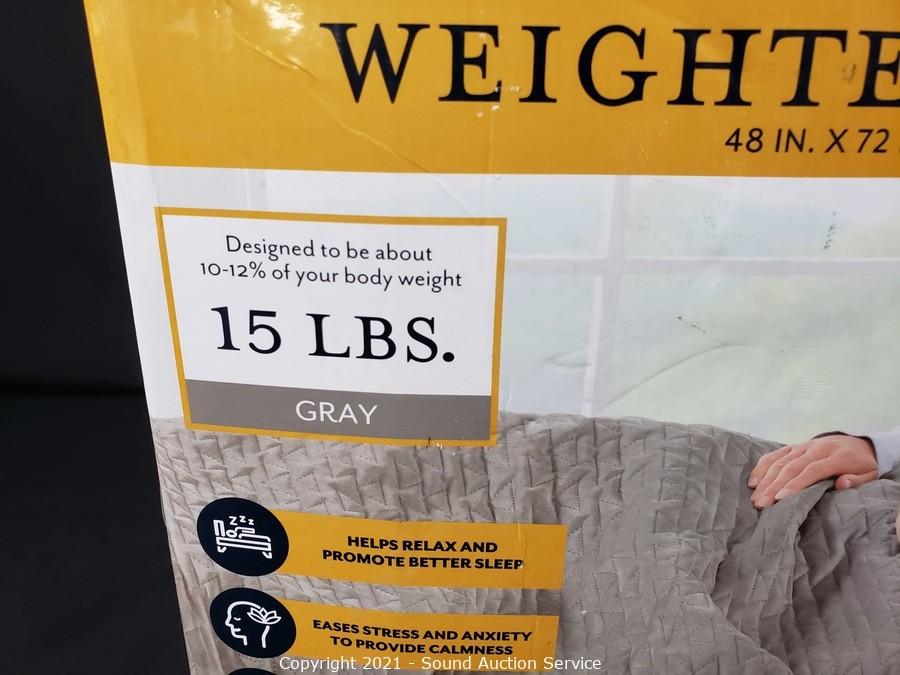 WEIGHTE
48 IN. X 72
Designed to be about
10-12% of your body weight
15 LBS.
GRAY
zzz
HELPS RELAX AND
PROMOTE BETTER SLEEP
EASES STRESS AND ANXIETY
TO PROVIDE CALMNESS
Copyright 2021 - Sound Auction Service